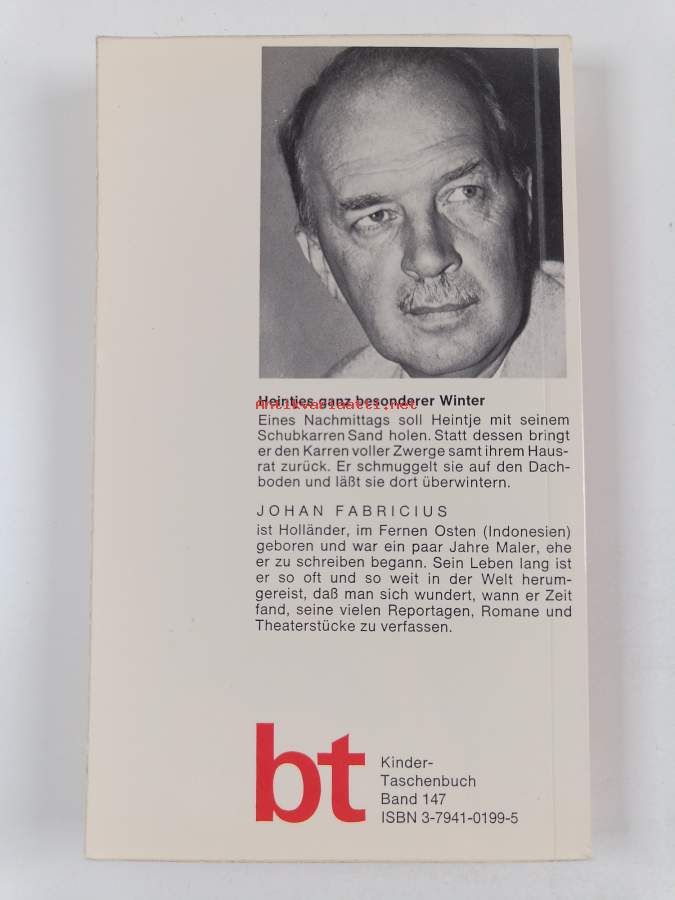 Heintjes ganz besonderer Winter
Antikvariaatti.net
Eines Nachmittags soll Heintje mit seinem
Schubkarren Sand holen. Statt dessen bringt
er den Karren voller Zwerge samt ihrem Haus-
rat zurück. Er schmuggelt sie auf den Dach-
boden und läßt sie dort überwintern.
JOHAN FABRICIUS
ist Holländer, im Fernen Osten (Indonesien)
geboren und war ein paar Jahre Maler, ehe
er zu schreiben begann. Sein Leben lang ist
er so oft und so weit in der Welt herum-
gereist, daß man sich wundert, wann er Zeit
fand, seine vielen Reportagen, Romane und
Theaterstücke zu verfassen.
bt
Kinder-
Taschenbuch
Band 147
ISBN 3-7941-0199-5